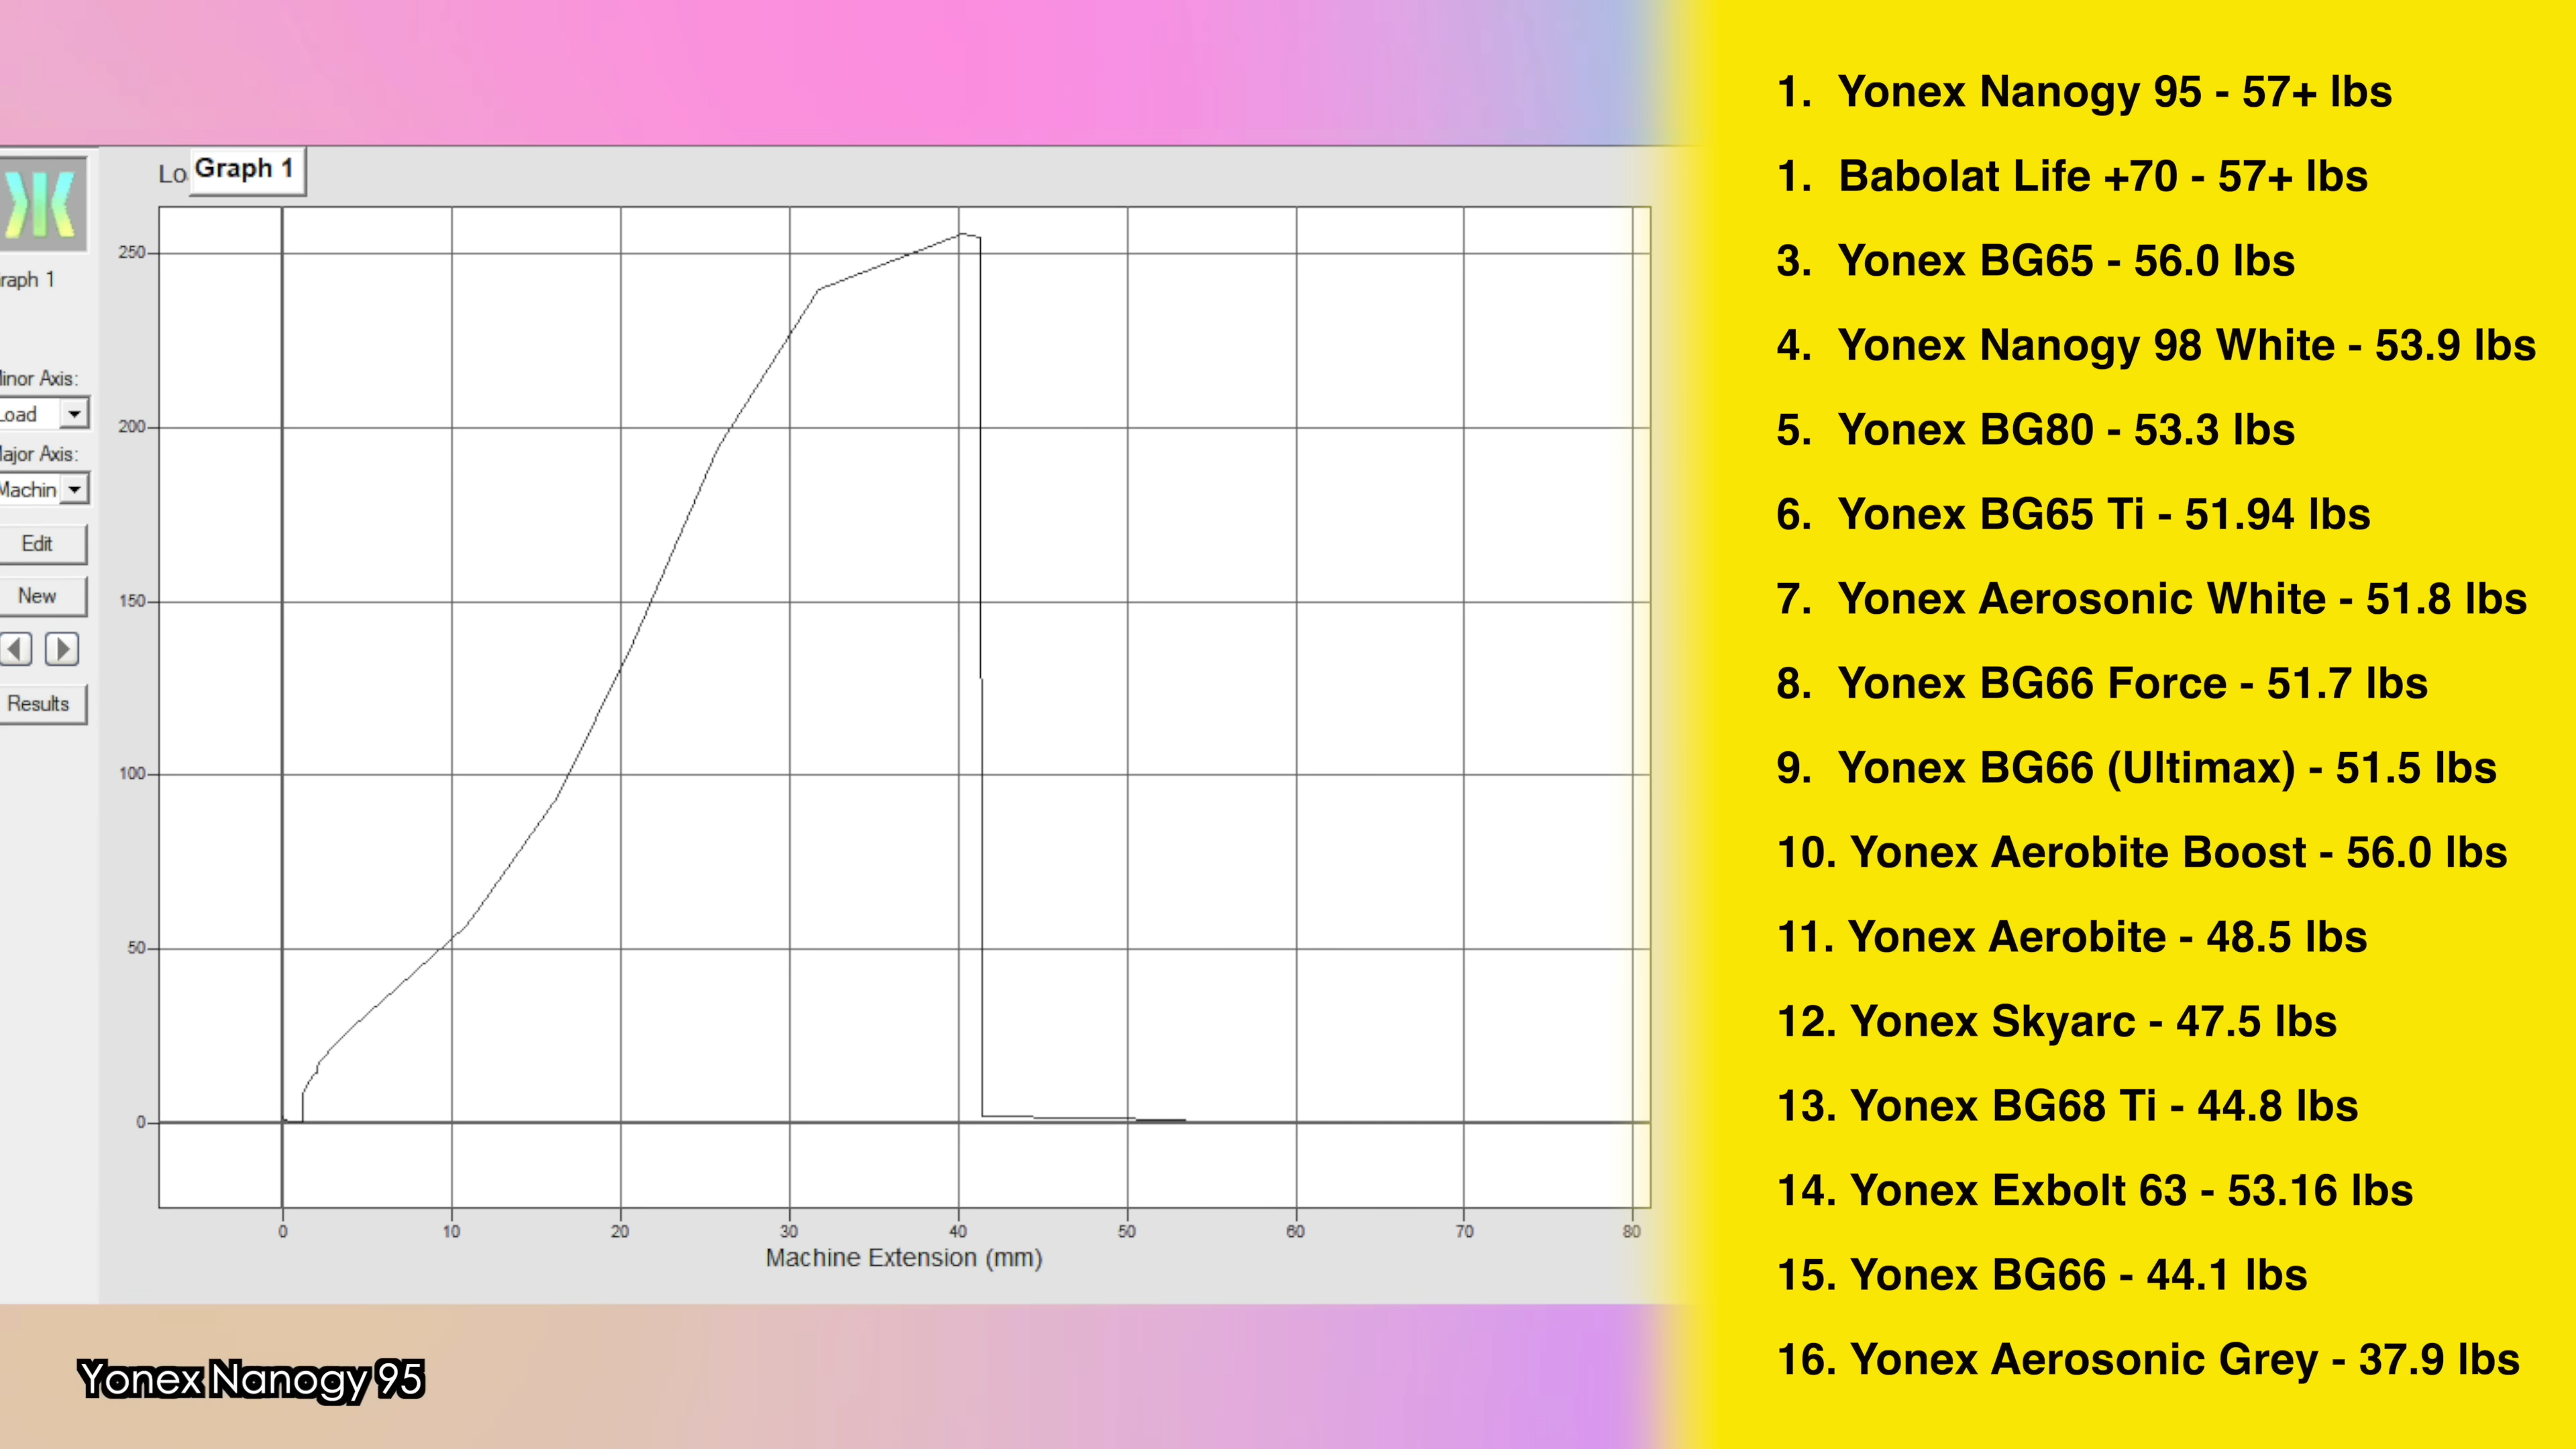 Lo
Graph 1
raph 1
inor Axis:
Load
ajor Axis:
Machin
Edit
New
Results
250
200
150
100
50
0
0 10 20 30 40 50 60 70 80
Machine Extension (mm)
Yonex Nanogy 95
1. Yonex Nanogy 95 - 57+ lbs
1. Babolat Life +70 - 57+ lbs
3. Yonex BG65 - 56.0 lbs
4. Yonex Nanogy 98 White - 53.9 lbs
5. Yonex BG80 - 53.3 lbs
6. Yonex BG65 Ti - 51.94 lbs
7. Yonex Aerosonic White - 51.8 lbs
8. Yonex BG66 Force - 51.7 lbs
9. Yonex BG66 (Ultimax) - 51.5 lbs
10. Yonex Aerobite Boost - 56.0 lbs
11. Yonex Aerobite - 48.5 lbs
12. Yonex Skyarc - 47.5 lbs
13. Yonex BG68 Ti - 44.8 lbs
14. Yonex Exbolt 63 - 53.16 lbs
15. Yonex BG66 - 44.1 lbs
16. Yonex Aerosonic Grey - 37.9 lbs